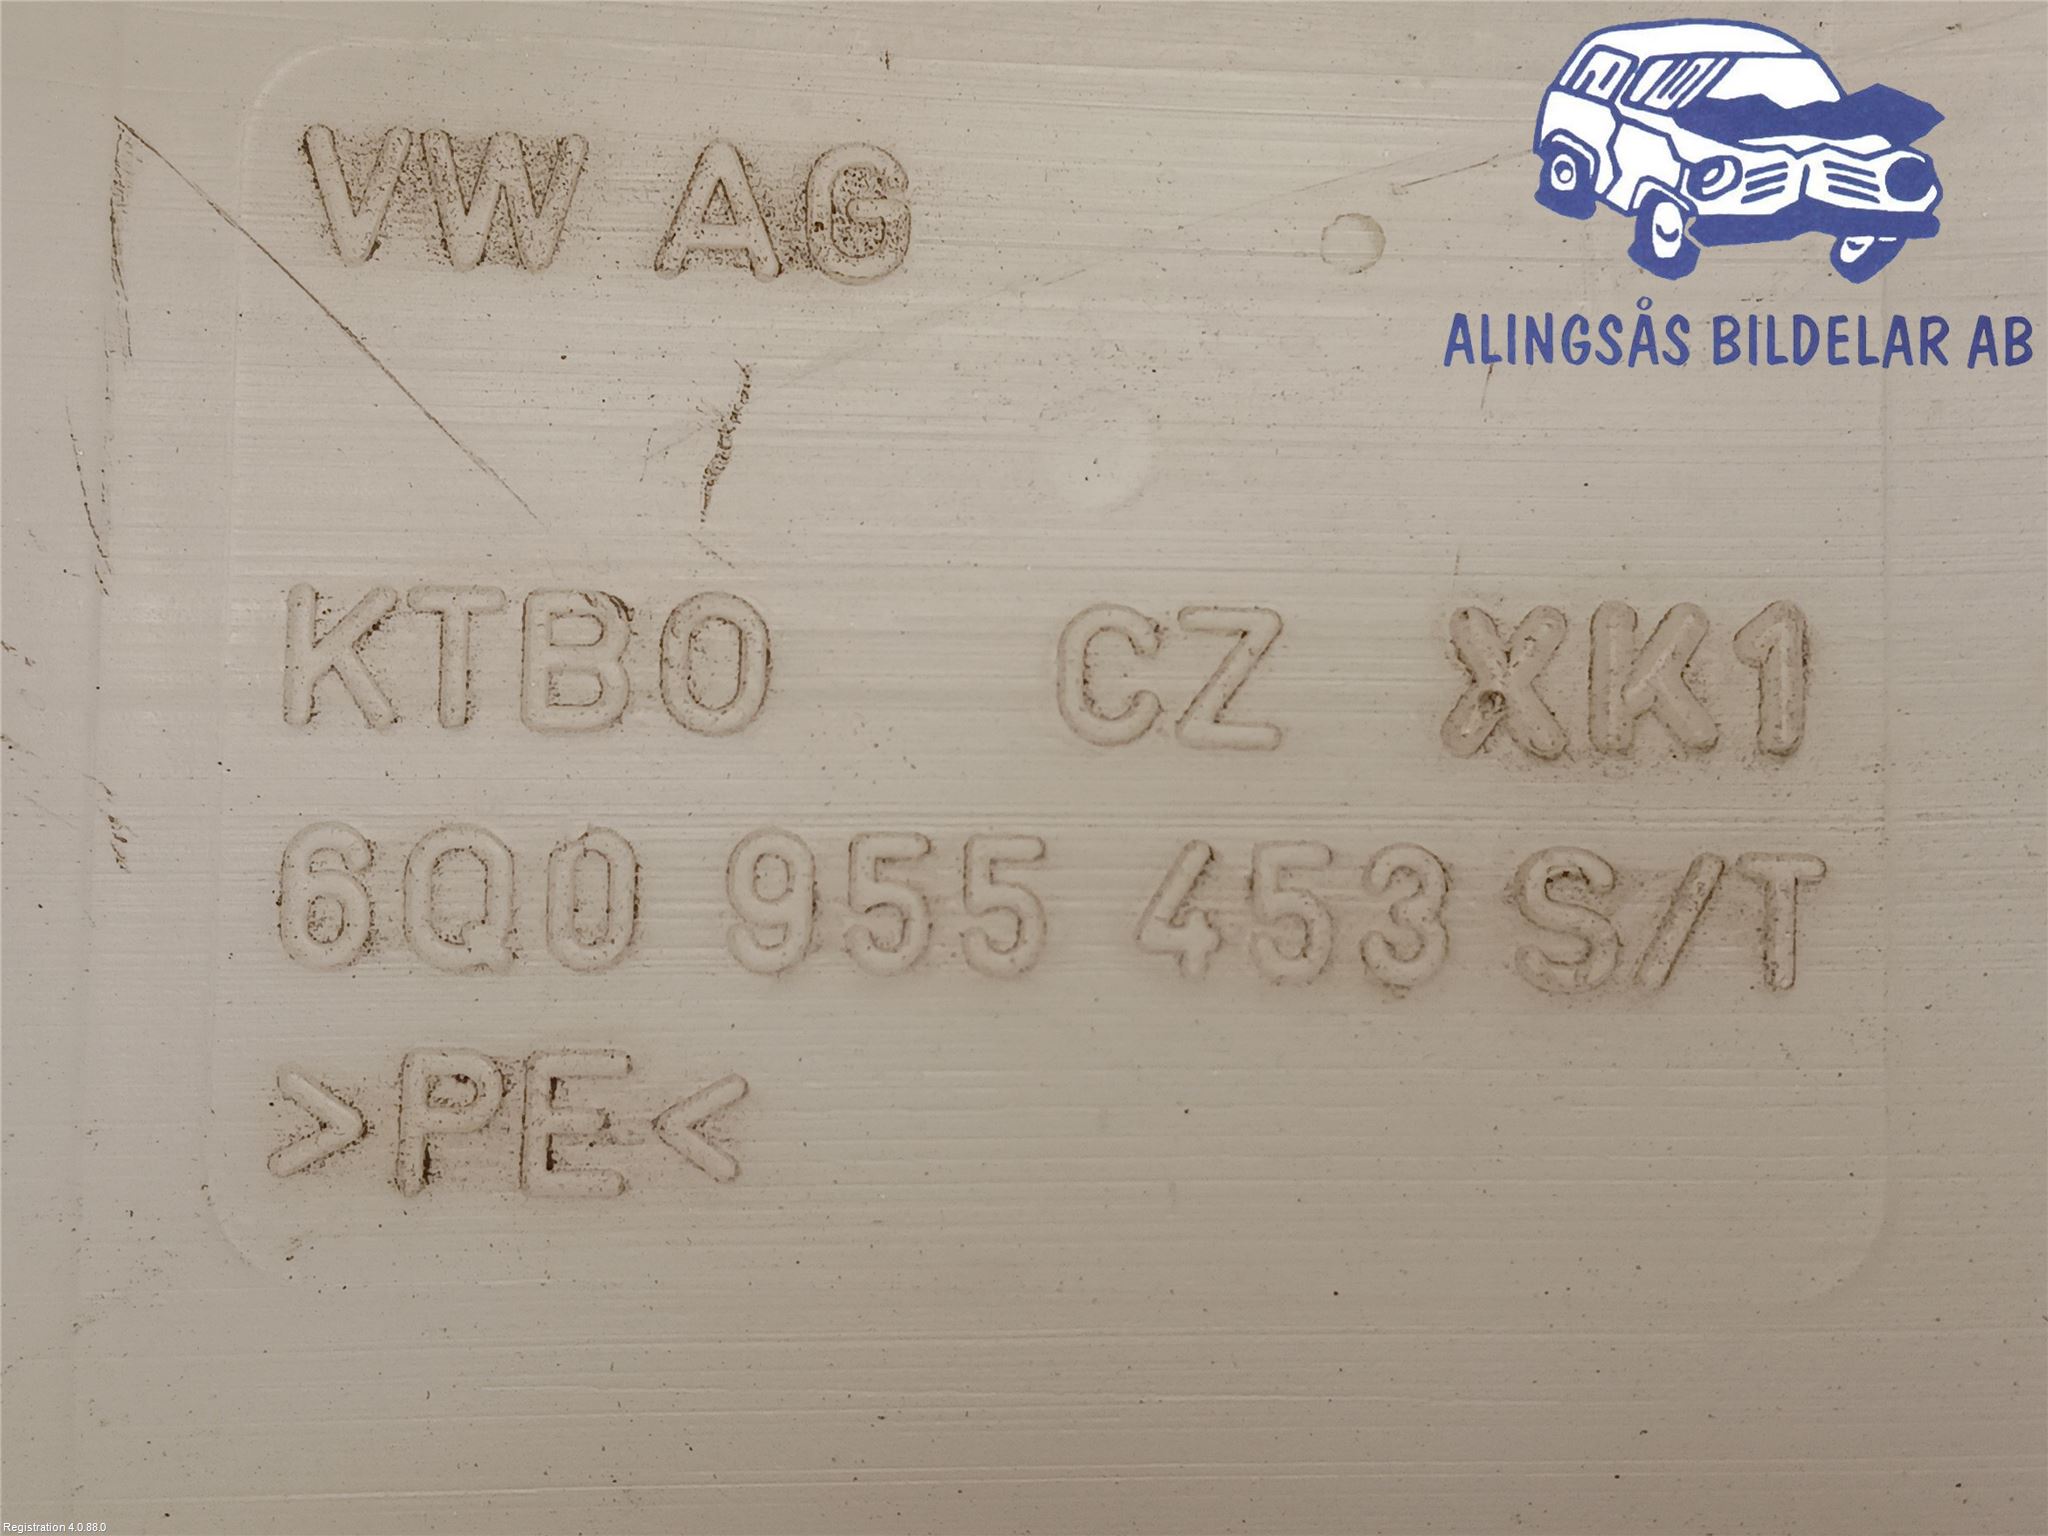 VW AG
ALINGSÅS BILDELAR AB
KTBO CZ XK1
6Q0 955 453 S/T
>PE<
Registration 4.0.88.0